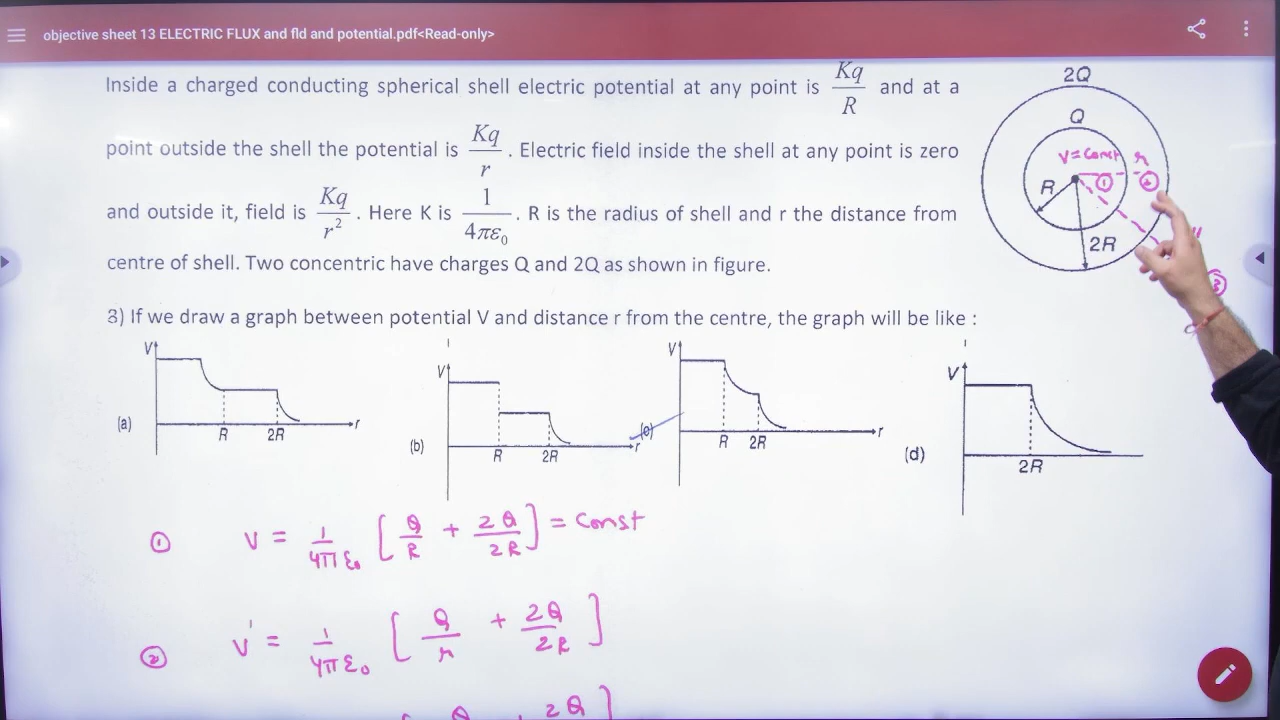 objective sheet 13 ELECTRIC FLUX and fld and potential.pdf<Read-only>
Inside a charged conducting spherical shell electric potential at any point is Kq/R and at a
point outside the shell the potential is Kq/r . Electric field inside the shell at any point is zero
and outside it, field is Kq/r² . Here K is 1/4πε₀ . R is the radius of shell and r the distance from
centre of shell. Two concentric have charges Q and 2Q as shown in figure.
2Q
Q
V=Const r
R ① ②
2R
③
3) If we draw a graph between potential V and distance r from the centre, the graph will be like :
(a) V R 2R r
(b) V R 2R r
(c) V R 2R r
(d) V 2R
① V = 1/4πε₀ [ Q/R + 2Q/2R ] = Const
② V' = 1/4πε₀ [ Q/r + 2Q/2R ]
[ Q + 2Q ]